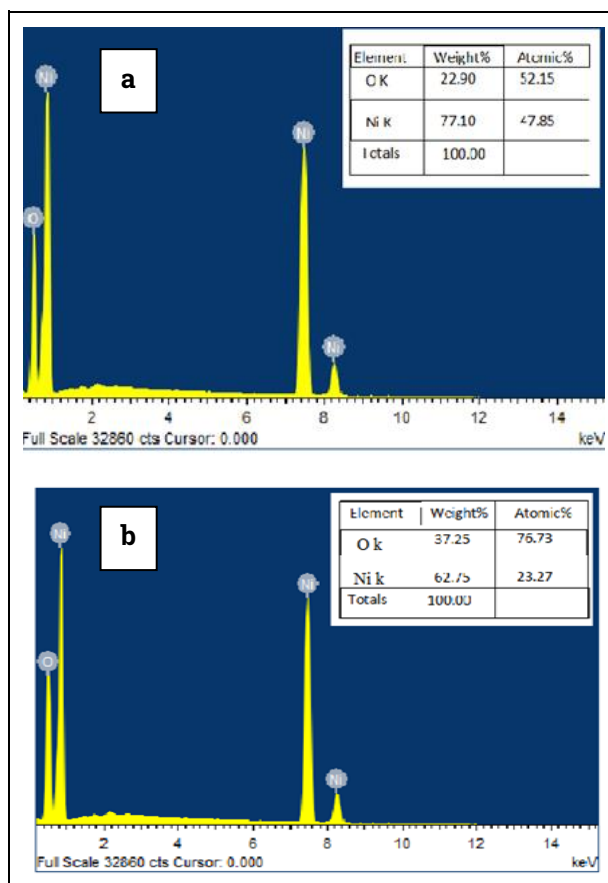 a
Ni
O
Ni
Ni
Element Weight% Atomic%
O K 22.90 52.15
Ni K 77.10 47.85
Totals 100.00
2 4 6 8 10 12 14
Full Scale 32860 cts Cursor: 0.000 keV
b
Ni
O
Ni
Ni
Element Weight% Atomic%
O k 37.25 76.73
Ni k 62.75 23.27
Totals 100.00
2 4 6 8 10 12 14
Full Scale 32860 cts Cursor: 0.000 keV